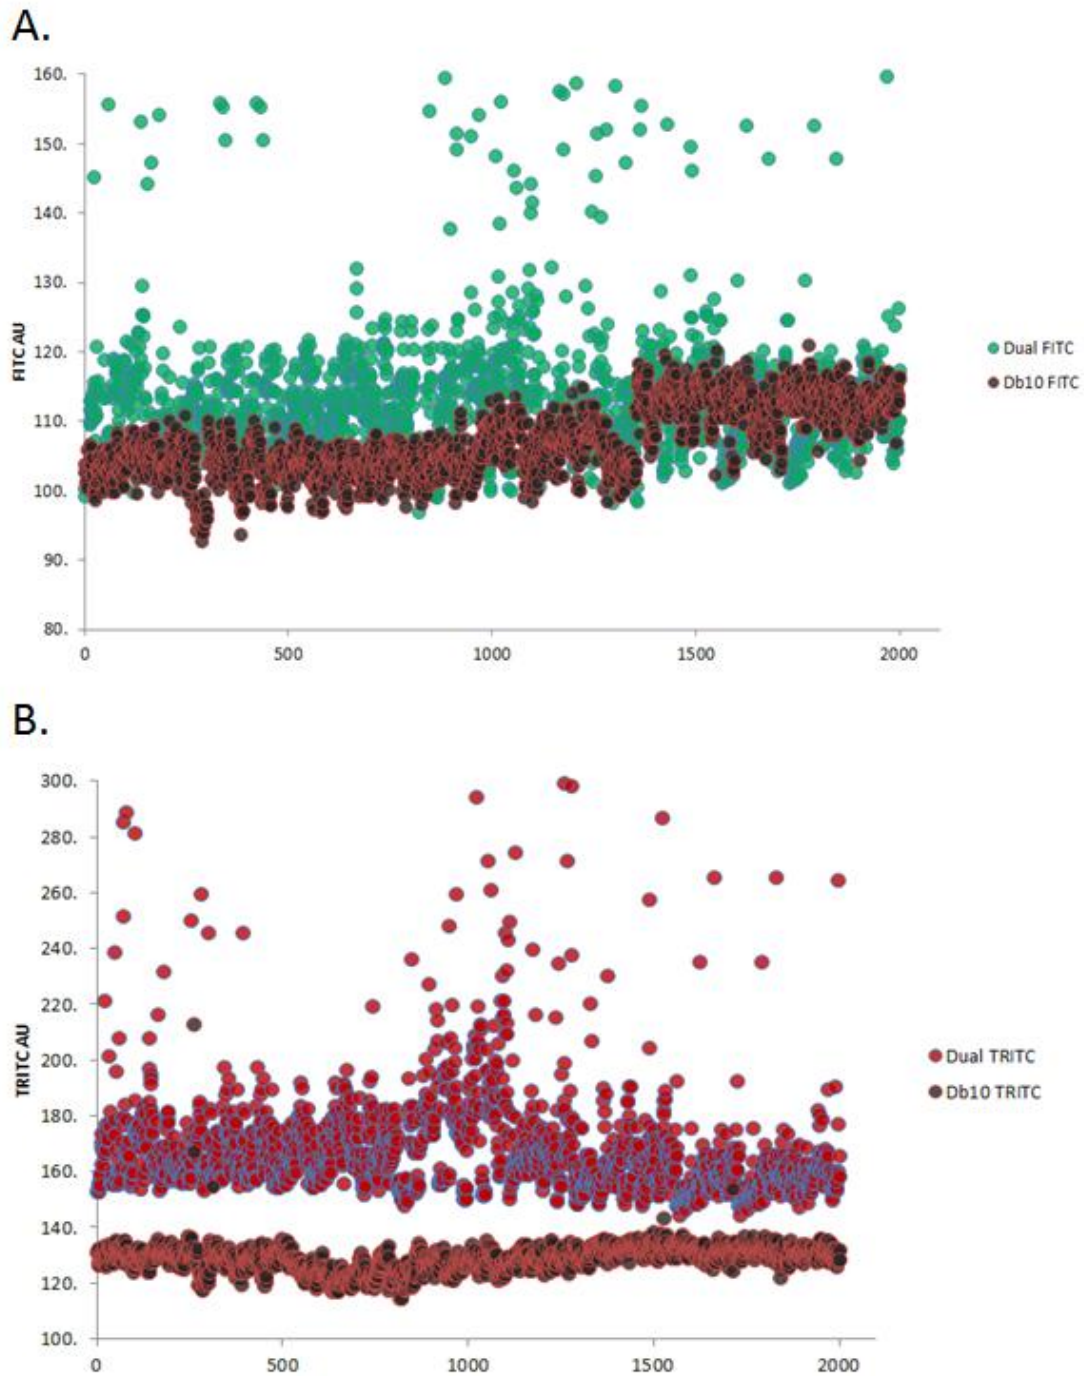 A.
160.
150.
140.
130.
120.
110.
100.
90.
80.
FITC AU
0 500 1000 1500 2000
Dual FITC
Db10 FITC
B.
300.
280.
260.
240.
220.
200.
180.
160.
140.
120.
100.
TRITC AU
0 500 1000 1500 2000
Dual TRITC
Db10 TRITC